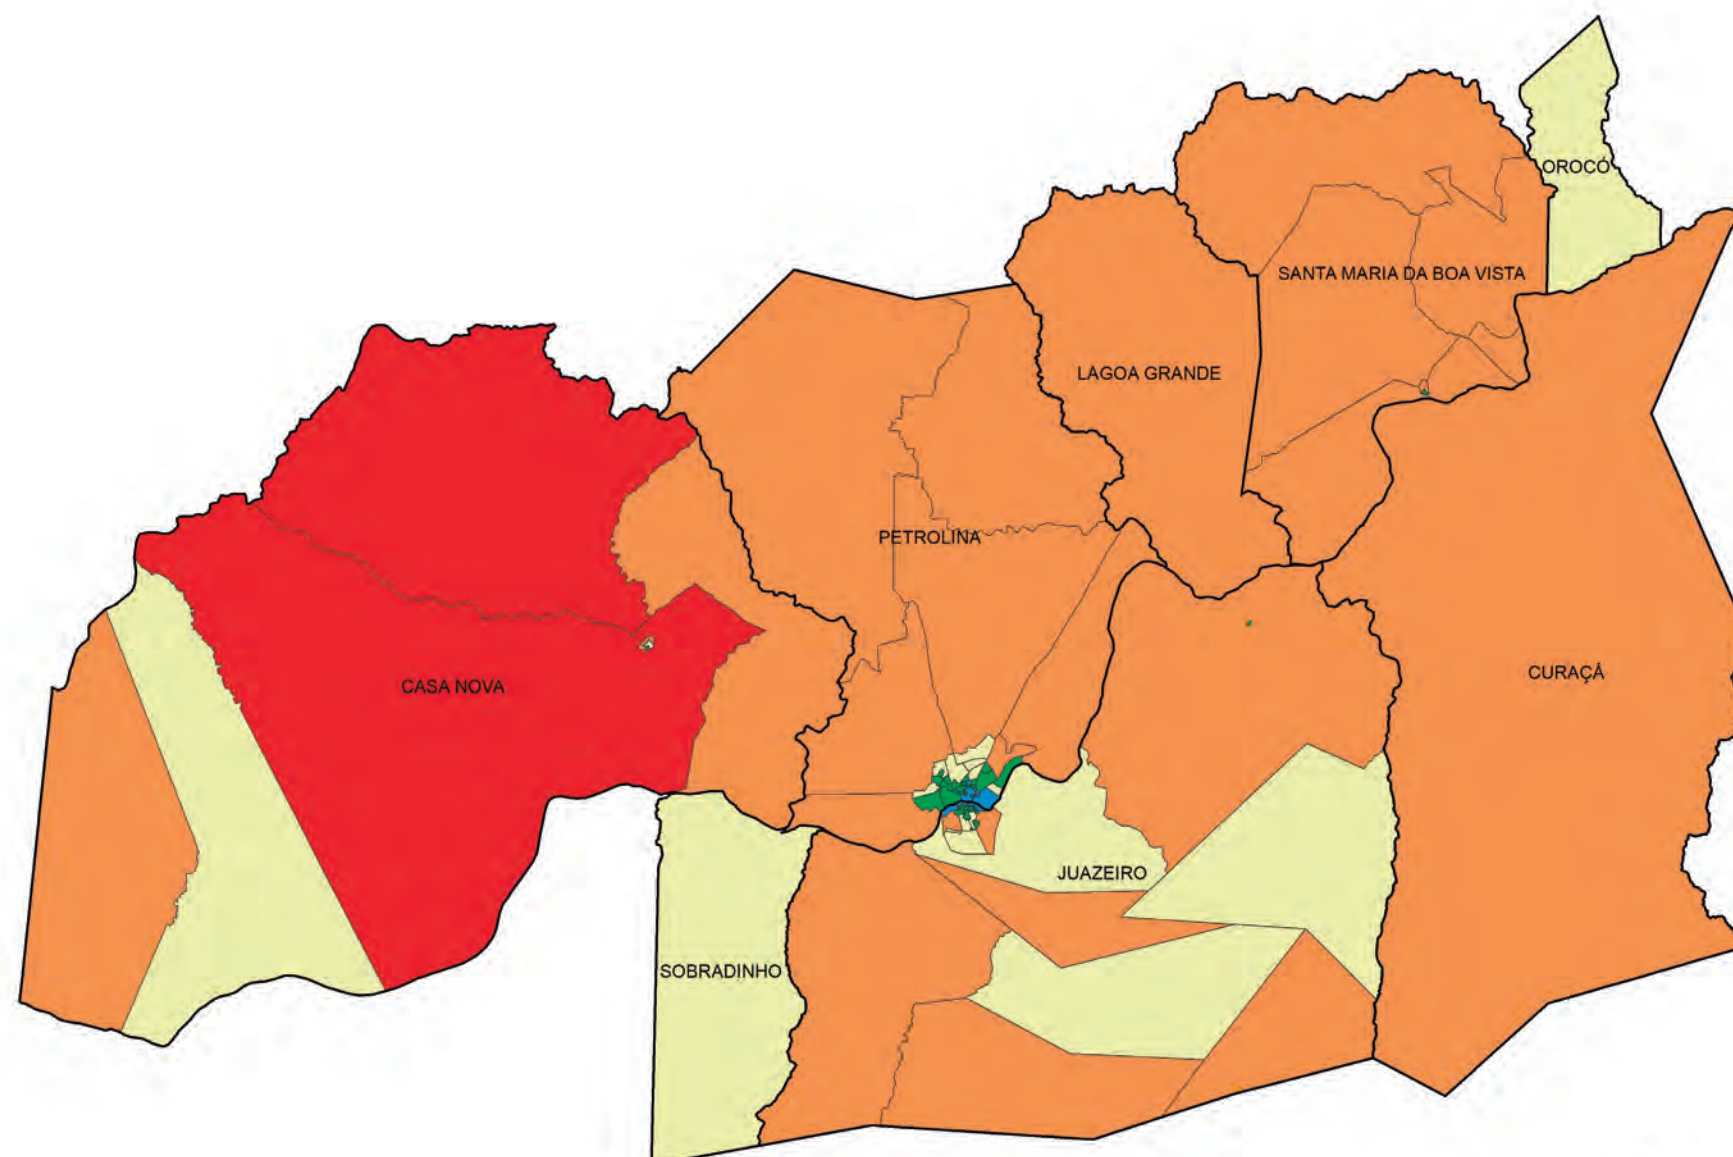 OROCÓ
SANTA MARIA DA BOA VISTA
LAGOA GRANDE
PETROLINA
CURAÇÁ
CASA NOVA
JUAZEIRO
SOBRADINHO